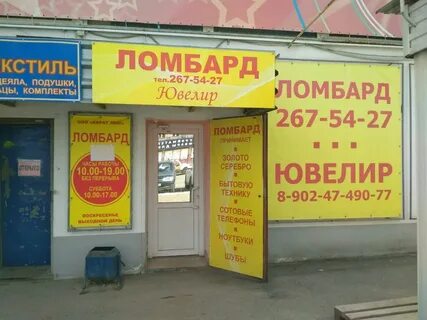 КСТИЛЬ
ДЕЯЛА, ПОДУШКИ,
АЦЫ, КОМПЛЕКТЫ
ЛОМБАРД
тел. 267-54-27
Ювелир
ЛОМБАРД
ЧАСЫ РАБОТЫ
10.00-19.00
БЕЗ ПЕРЕРЫВА
СУББОТА
10.00-17.00
ВОСКРЕСЕНЬЕ
ВЫХОДНОЙ ДЕНЬ
ЛОМБАРД
ПРИНИМАЕТ
ЗОЛОТО
СЕРЕБРО
БЫТОВУЮ
ТЕХНИКУ
СОТОВЫЕ
ТЕЛЕФОНЫ
НОУТБУКИ
ШУБЫ
ЛОМБАРД
267-54-27
ЮВЕЛИР
8-902-47-490-77